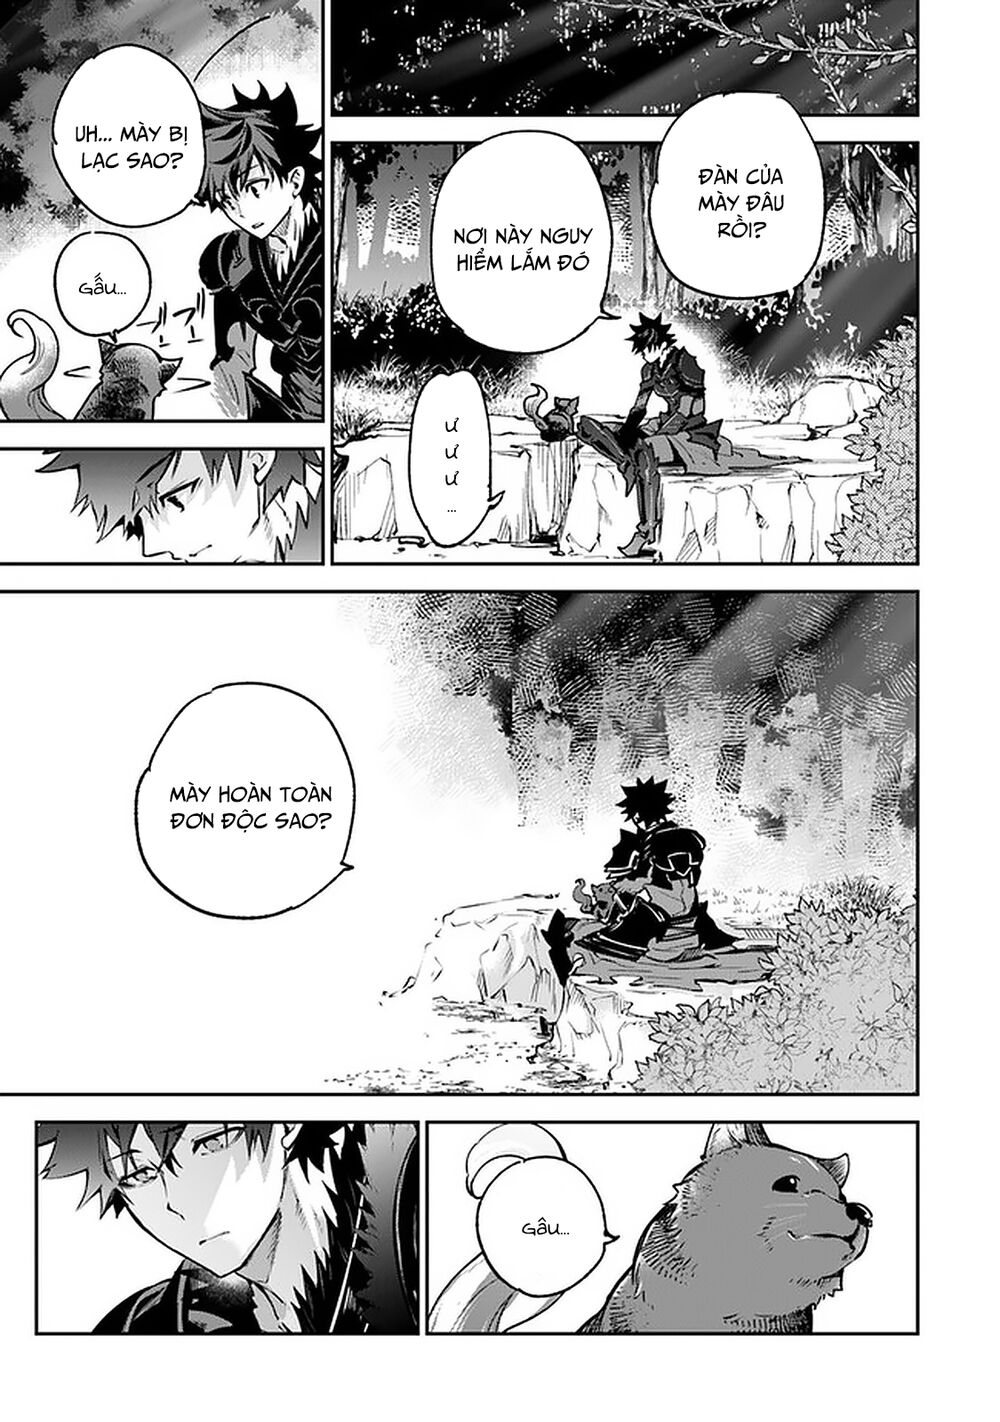 ĐÀN CỦA
MÀY ĐÂU
RỒI?
NƠI NÀY NGUY
HIỂM LẮM ĐÓ
Ư
Ư
Ư
...
UH... MÀY BỊ
LẠC SAO?
GẤU...
MÀY HOÀN TOÀN
ĐƠN ĐỘC SAO?
GÂU...